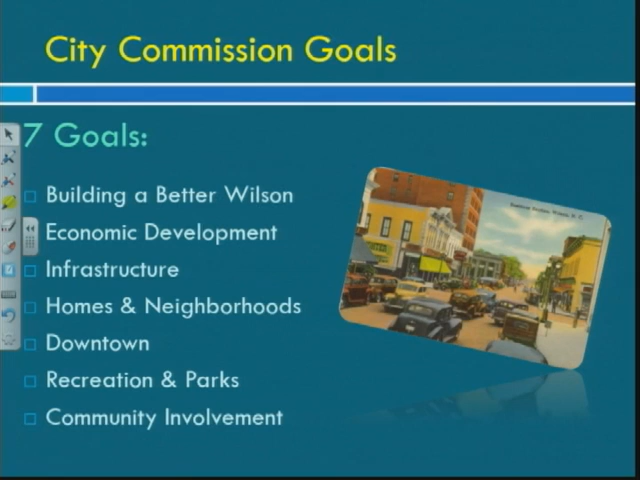 City Commission Goals
7 Goals:
Building a Better Wilson
Economic Development
Infrastructure
Homes & Neighborhoods
Downtown
Recreation & Parks
Community Involvement